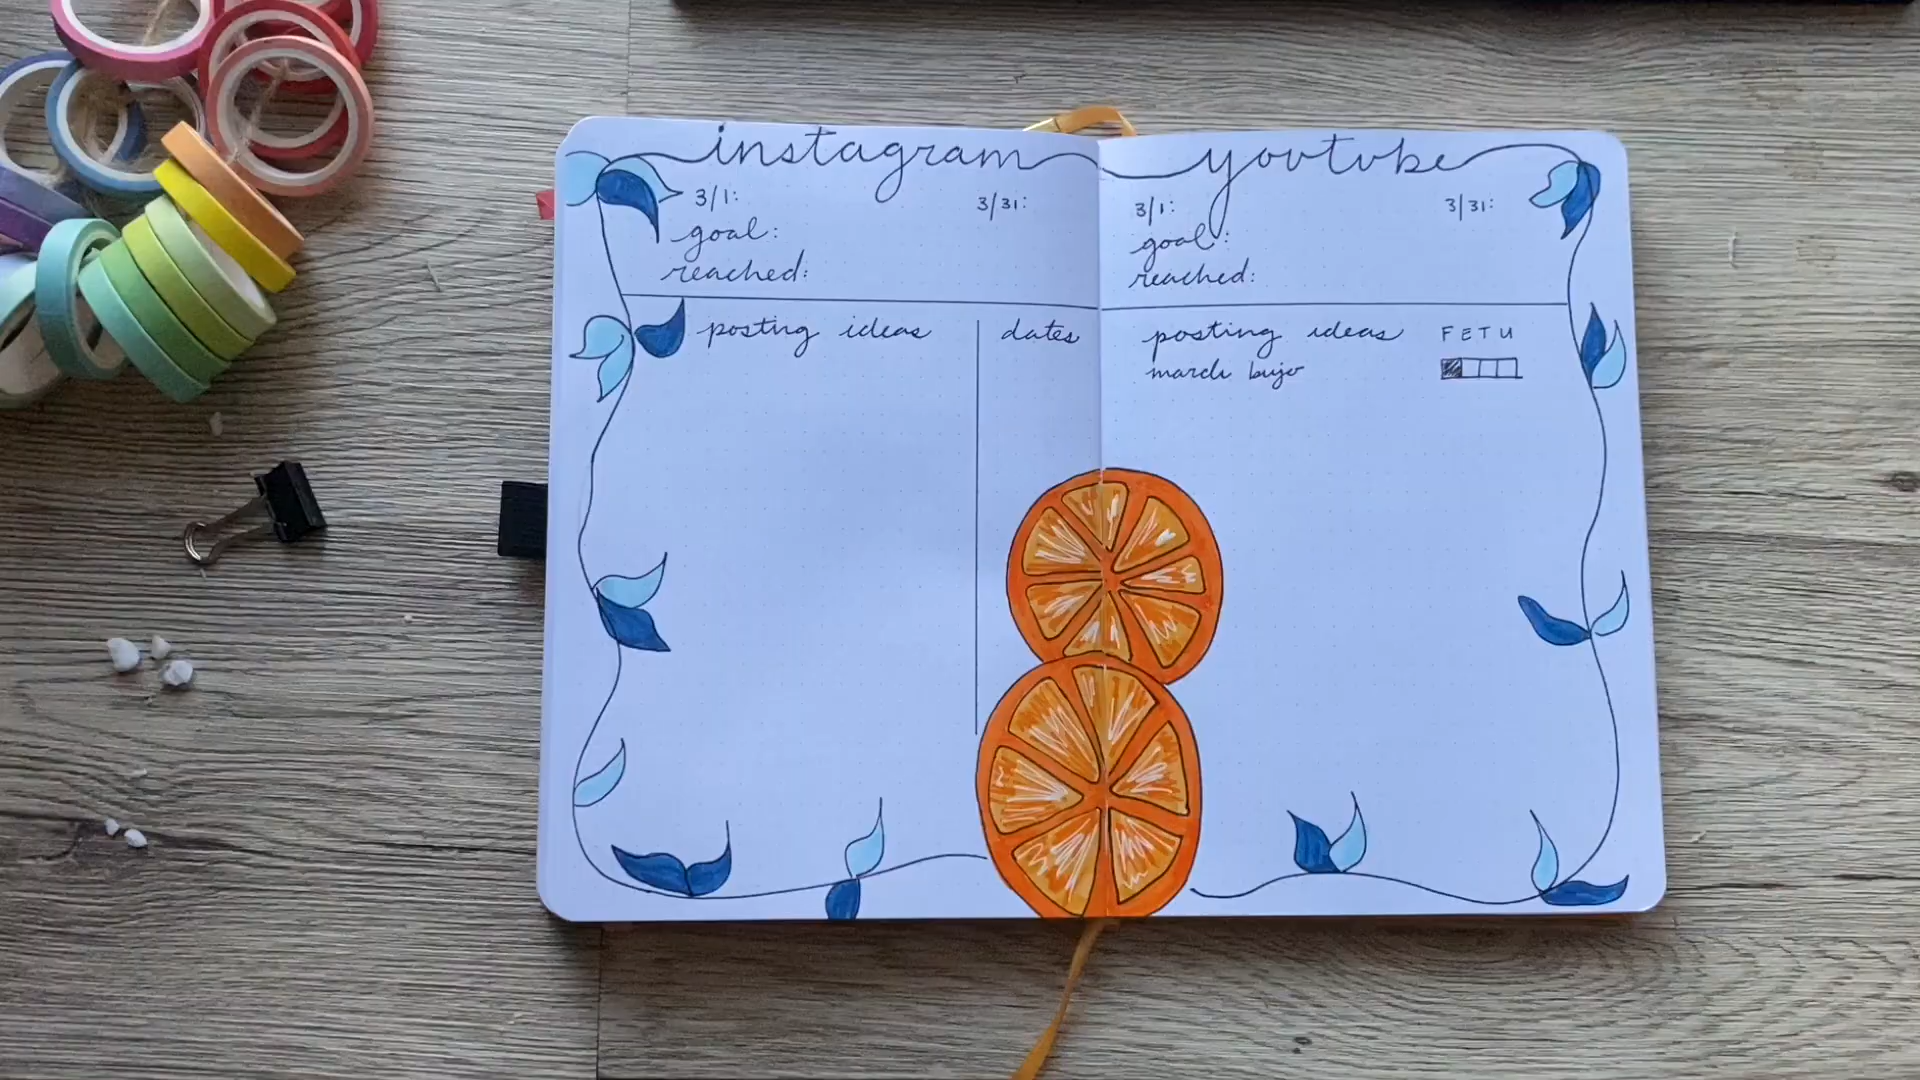 instagram
3/1: 3/31:
goal:
reached:
posting ideas dates
youtube
3/1: 3/31:
goal:
reached:
posting ideas F E T U
march bujo